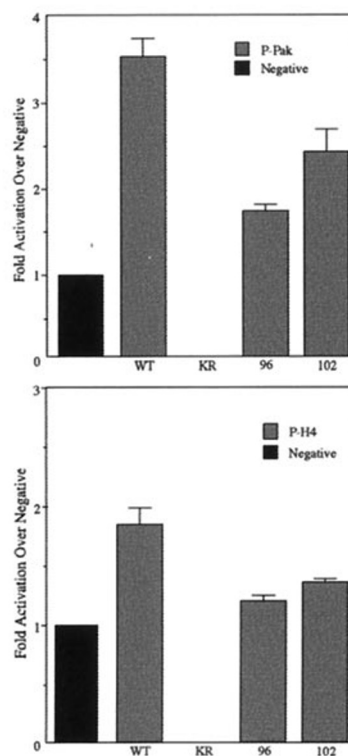 4
P-Pak
Negative
3
Fold Activation Over Negative
2
1
0
WT KR 96 102
3
P-H4
Negative
2
Fold Activation Over Negative
1
0
WT KR 96 102